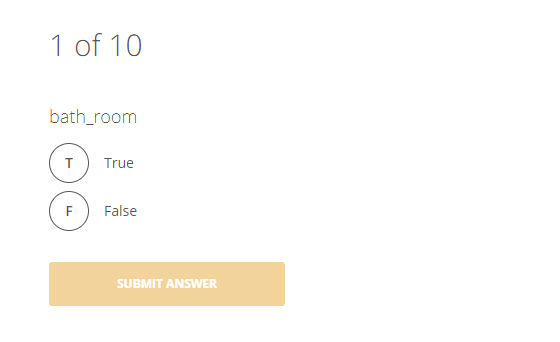 1 of 10
bath_room
T True
F False
SUBMIT ANSWER